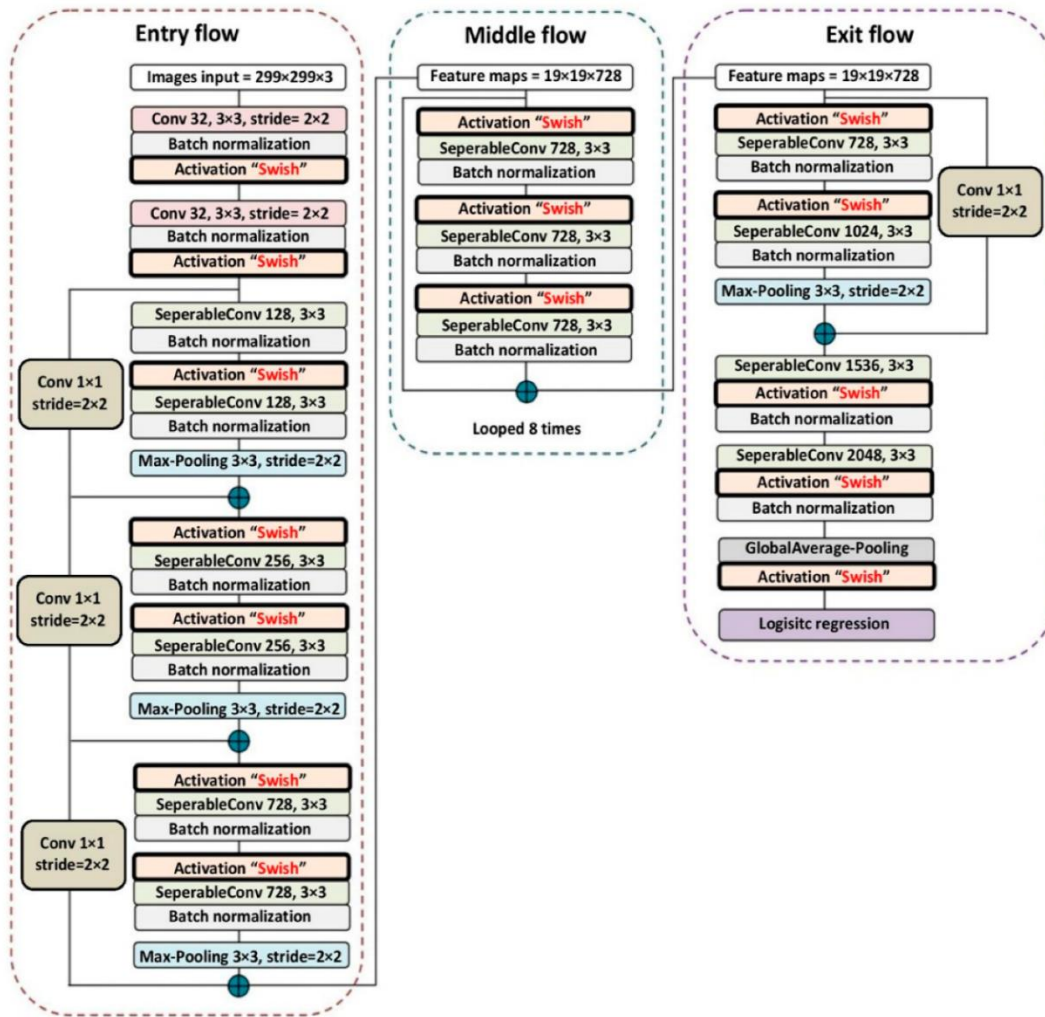 Entry flow
Images input = 299×299×3
Conv 32, 3×3, stride= 2×2
Batch normalization
Activation “Swish”
Conv 32, 3×3, stride= 2×2
Batch normalization
Activation “Swish”
SeperableConv 128, 3×3
Batch normalization
Activation “Swish”
SeperableConv 128, 3×3
Batch normalization
Max-Pooling 3×3, stride=2×2
Conv 1×1
stride=2×2
Activation “Swish”
SeperableConv 256, 3×3
Batch normalization
Activation “Swish”
SeperableConv 256, 3×3
Batch normalization
Max-Pooling 3×3, stride=2×2
Conv 1×1
stride=2×2
Activation “Swish”
SeperableConv 728, 3×3
Batch normalization
Activation “Swish”
SeperableConv 728, 3×3
Batch normalization
Max-Pooling 3×3, stride=2×2
Conv 1×1
stride=2×2
Middle flow
Feature maps = 19×19×728
Activation “Swish”
SeperableConv 728, 3×3
Batch normalization
Activation “Swish”
SeperableConv 728, 3×3
Batch normalization
Activation “Swish”
SeperableConv 728, 3×3
Batch normalization
Looped 8 times
Exit flow
Feature maps = 19×19×728
Activation “Swish”
SeperableConv 728, 3×3
Batch normalization
Activation “Swish”
SeperableConv 1024, 3×3
Batch normalization
Max-Pooling 3×3, stride=2×2
Conv 1×1
stride=2×2
SeperableConv 1536, 3×3
Activation “Swish”
Batch normalization
SeperableConv 2048, 3×3
Activation “Swish”
Batch normalization
GlobalAverage-Pooling
Activation “Swish”
Logisitc regression